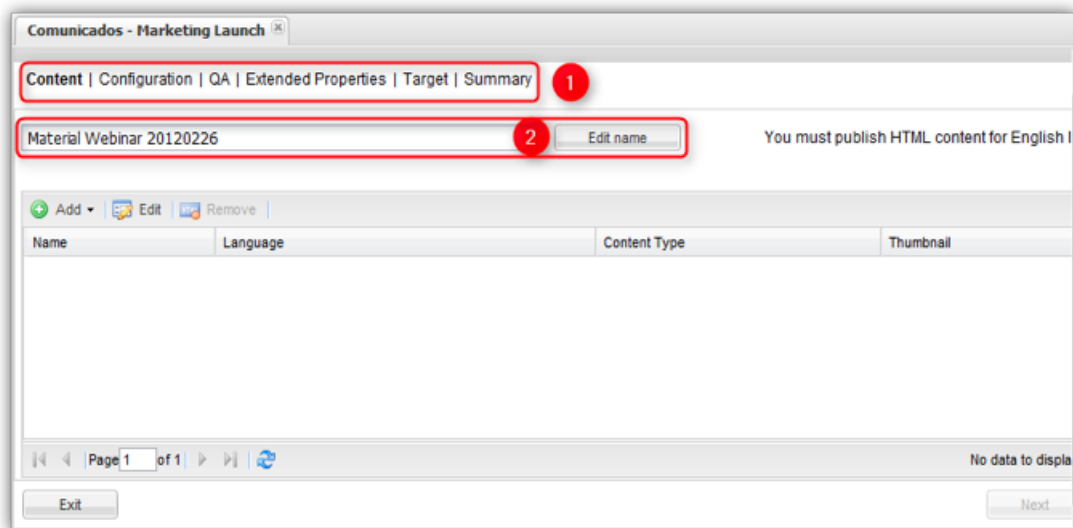 Comunicados - Marketing Launch
Content | Configuration | QA | Extended Properties | Target | Summary
1
Material Webinar 20120226
2
Edit name
You must publish HTML content for English l
Add
Edit
Remove
Name
Language
Content Type
Thumbnail
Page 1 of 1
No data to displa
Exit
Next